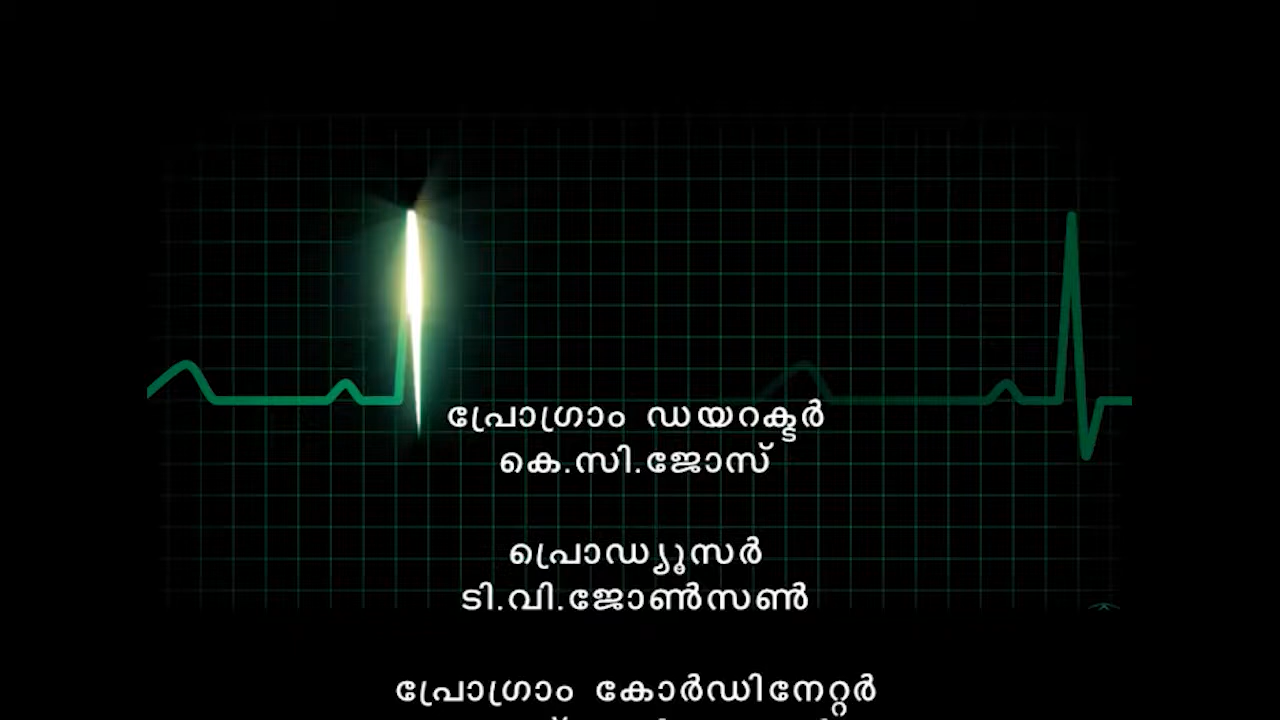 പ്രോഗ്രാം ഡയറക്ടർ
കെ.സി.ജോസ്
പ്രൊഡ്യൂസർ
ടി.വി.ജോൺസൺ
പ്രോഗ്രാം കോർഡിനേറ്റർ